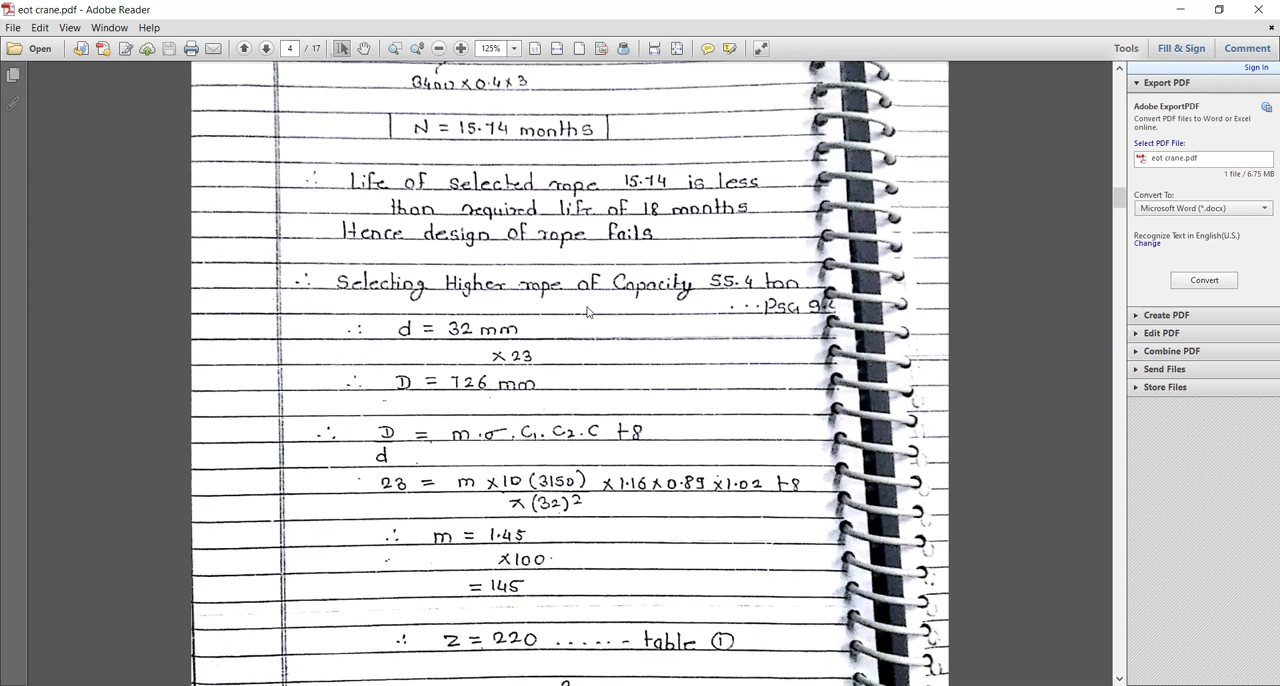 eot crane.pdf - Adobe Reader
File Edit View Window Help
Open 4 / 17 125% Tools Fill & Sign Comment
Sign In
3400 × 0.4 × 3
N = 15.74 months
∴ Life of selected rope 15.74 is less
than required life of 18 months
Hence design of rope fails
∴ Selecting Higher rope of Capacity 55.4 ton
... PSG
∴ d = 32 mm
× 23
∴ D = 726 mm
∴ D/d = m.σ.C1.C2.C +8
23 = m × 10 (3150) × 1.16 × 0.89 × 1.02 +8
× (32)²
∴ m = 1.45
× 100
= 145
∴ Z = 220 ...... - table ①
Export PDF
Adobe ExportPDF
Convert PDF files to Word or Excel
online.
Select PDF File:
eot crane.pdf
1 file / 6.75 MB
Convert To:
Microsoft Word (*.docx)
Recognize Text in English(U.S.)
Change
Convert
Create PDF
Edit PDF
Combine PDF
Send Files
Store Files